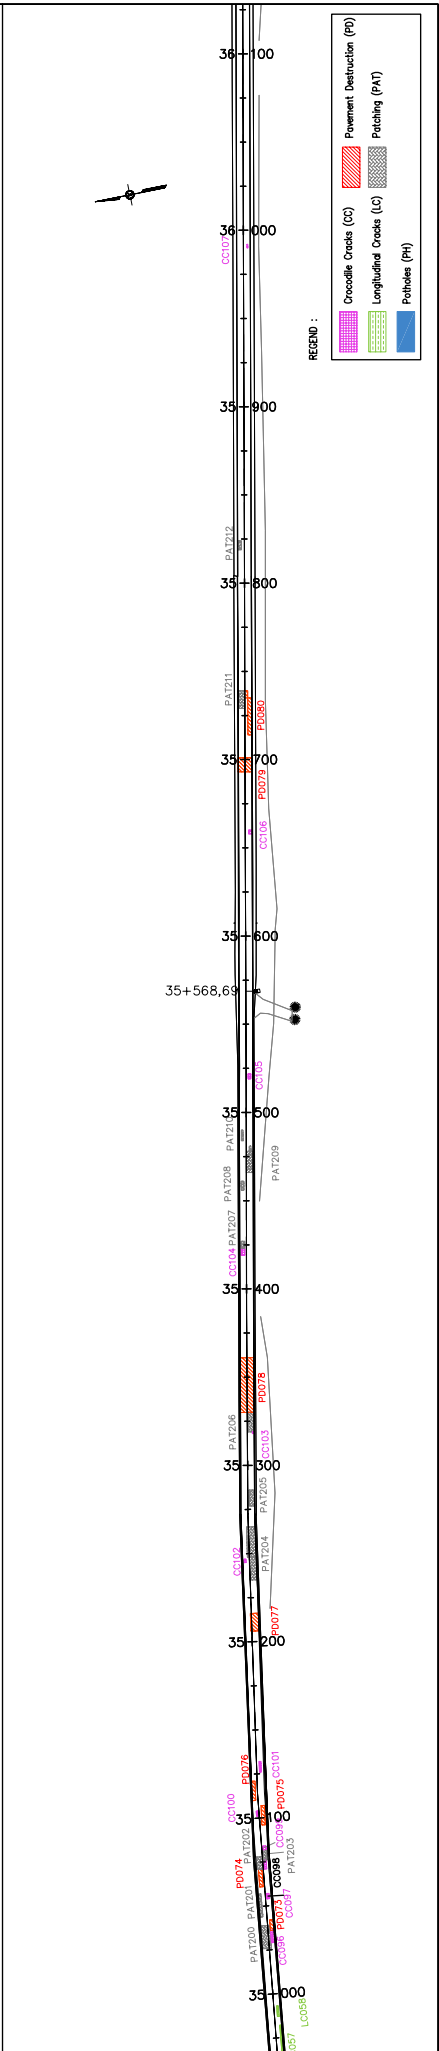 36 100
Pavement Destruction (PD)
Patching (PAT)
Crocodile Cracks (CC)
Longitudinal Cracks (LC)
Potholes (PH)
REGEND :
36 000
CC107
35 900
PAT212
35 800
PAT211
PD080
35 700
PD079
CC106
35 600
35+568,69
CC105
35 500
PAT210
PAT209
PAT208
PAT207
CC104
35 400
PD078
PAT206
CC103
35 300
PAT205
PAT204
CC102
PD077
35 200
CC101
PD076
PD075
CC100
35 100
PAT202
PAT203
CC098
PD074
CC097
PAT201
PD073
PAT200
CC096
35 000
LC058